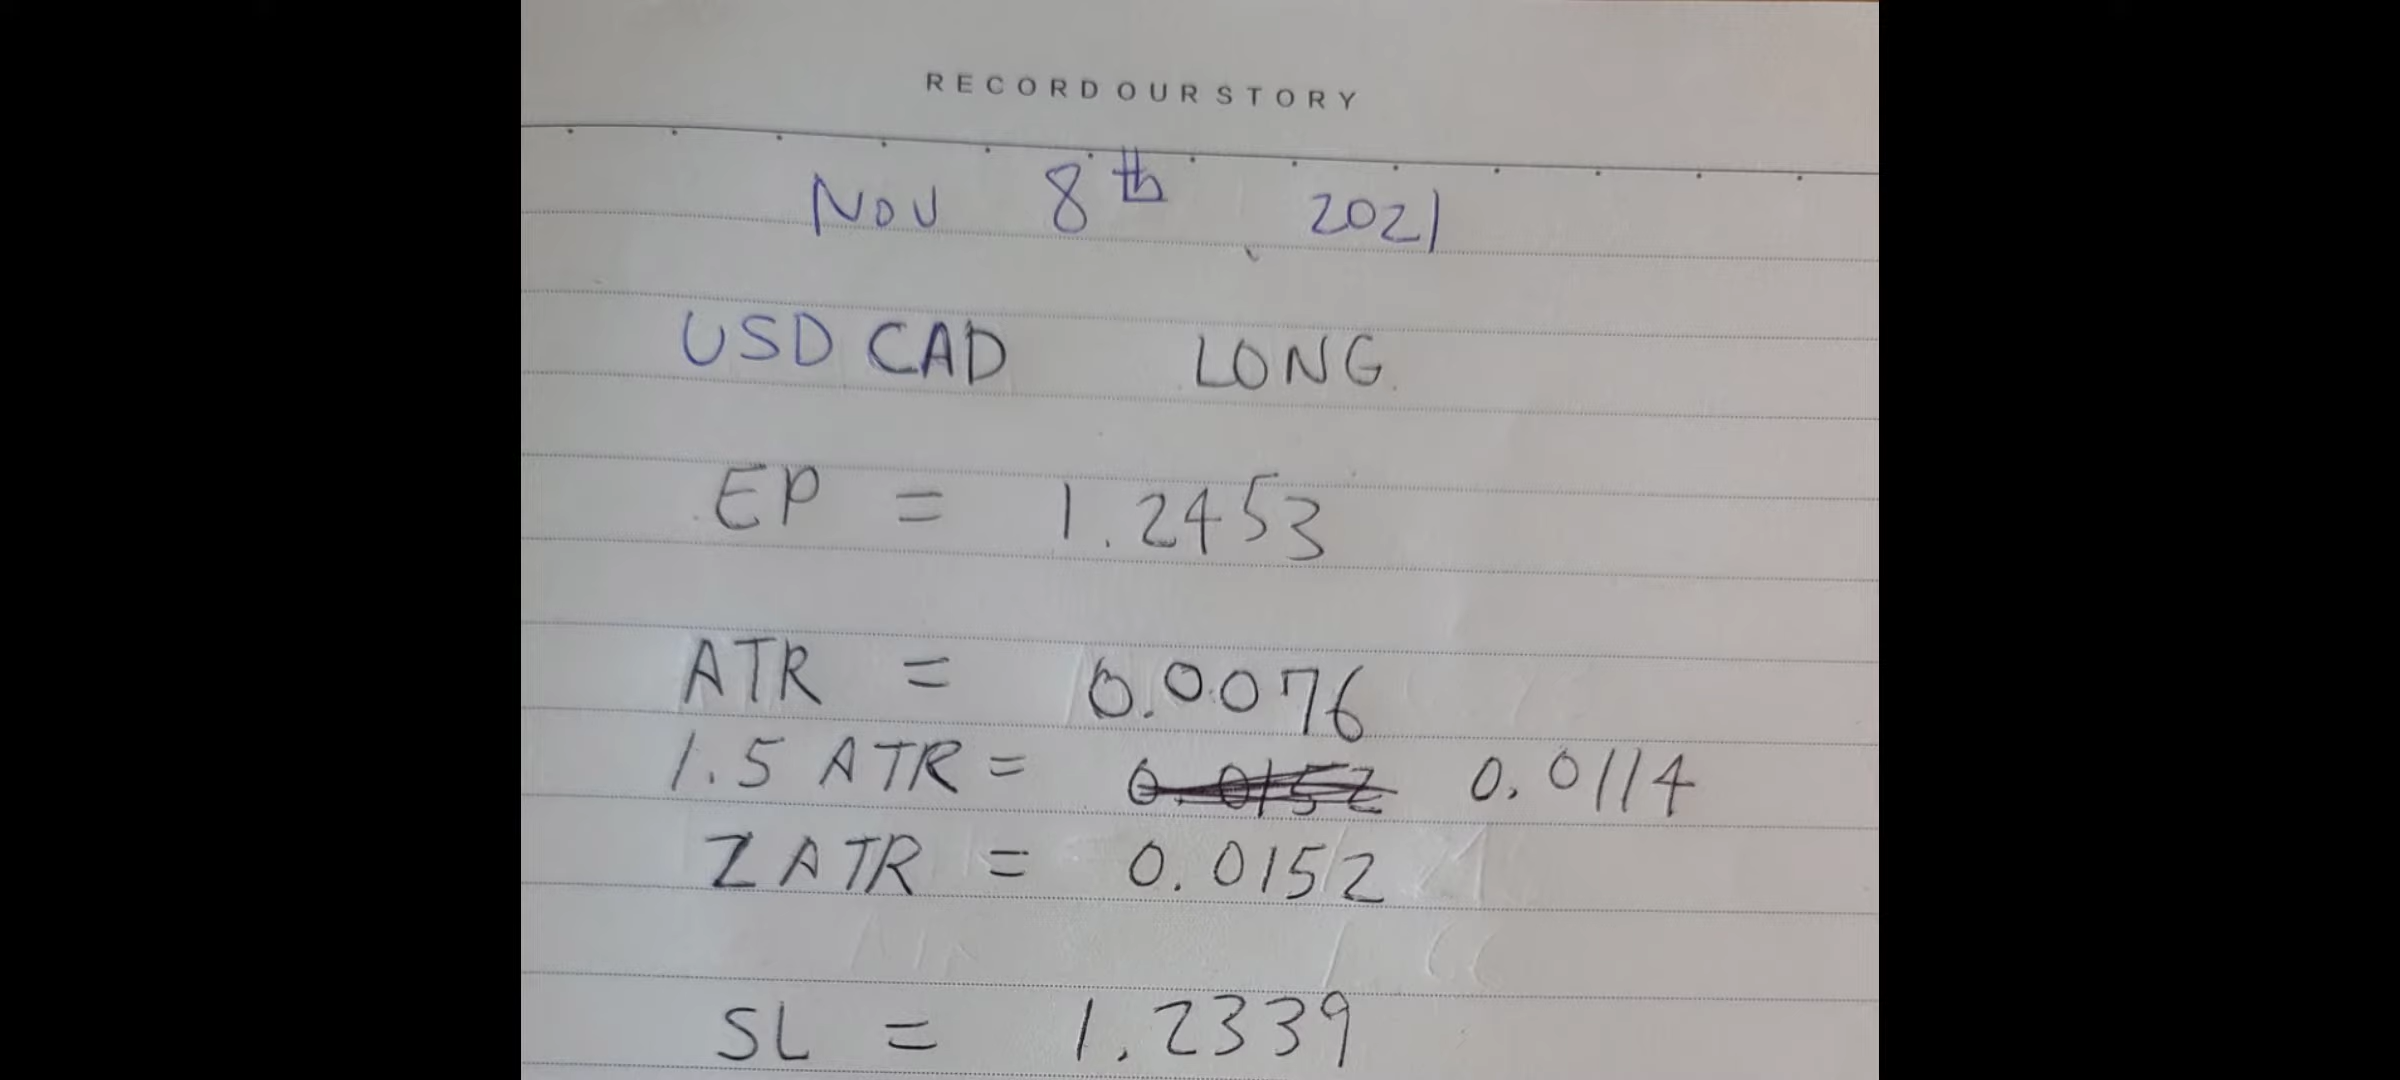 RECORD OUR STORY
Nov 8th, 2021
USD CAD LONG
EP = 1.2453
ATR = 0.0076
1.5 ATR = 0.0152 0.0114
2 ATR = 0.0152
SL = 1.2339